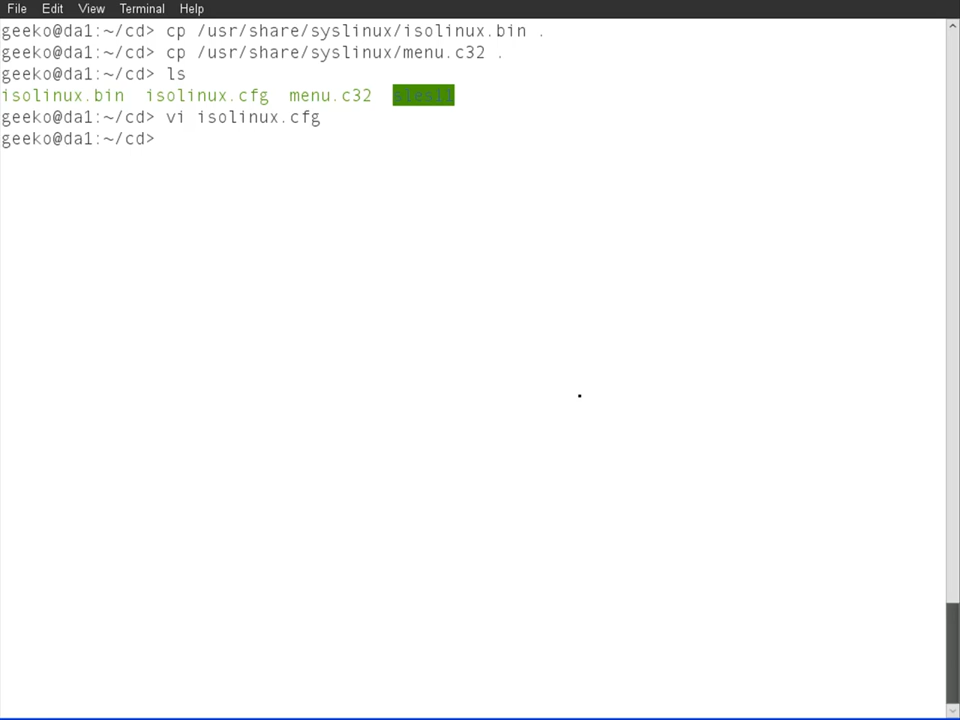 File Edit View Terminal Help
geeko@da1:~/cd> cp /usr/share/syslinux/isolinux.bin .
geeko@da1:~/cd> cp /usr/share/syslinux/menu.c32 .
geeko@da1:~/cd> ls
isolinux.bin isolinux.cfg menu.c32 sles11
geeko@da1:~/cd> vi isolinux.cfg
geeko@da1:~/cd>